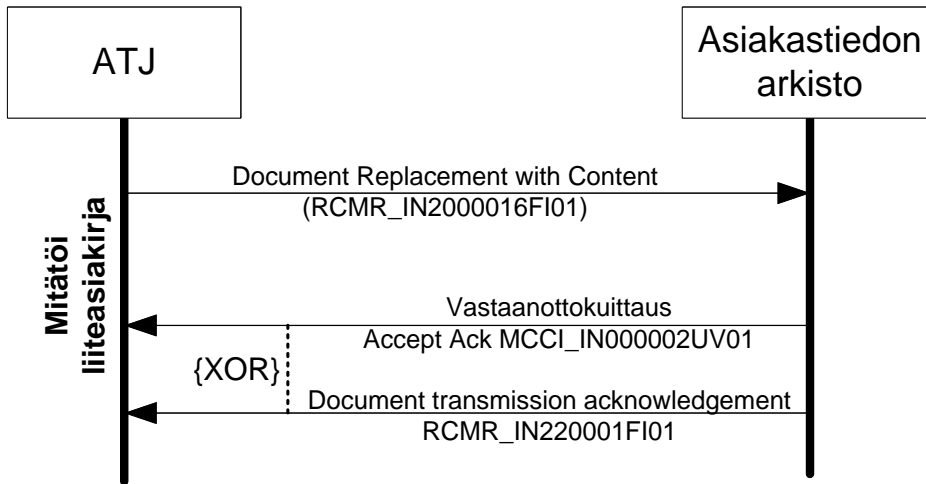 ATJ
Asiakastiedon
arkisto
Document Replacement with Content
(RCMR_IN2000016FI01)
Mitätöi
liiteasiakirja
Vastaanottokuittaus
Accept Ack MCCI_IN000002UV01
{XOR}
Document transmission acknowledgement
RCMR_IN220001FI01